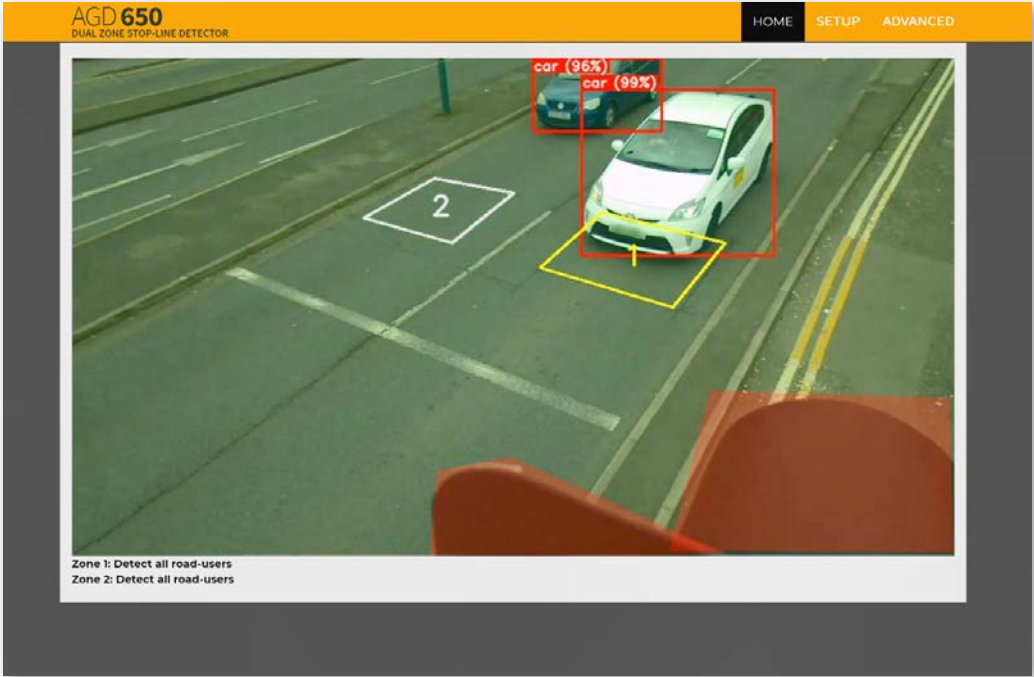 AGD 650
DUAL ZONE STOP-LINE DETECTOR
HOME SETUP ADVANCED
car (96%)
car (99%)
2
1
Zone 1: Detect all road-users
Zone 2: Detect all road-users